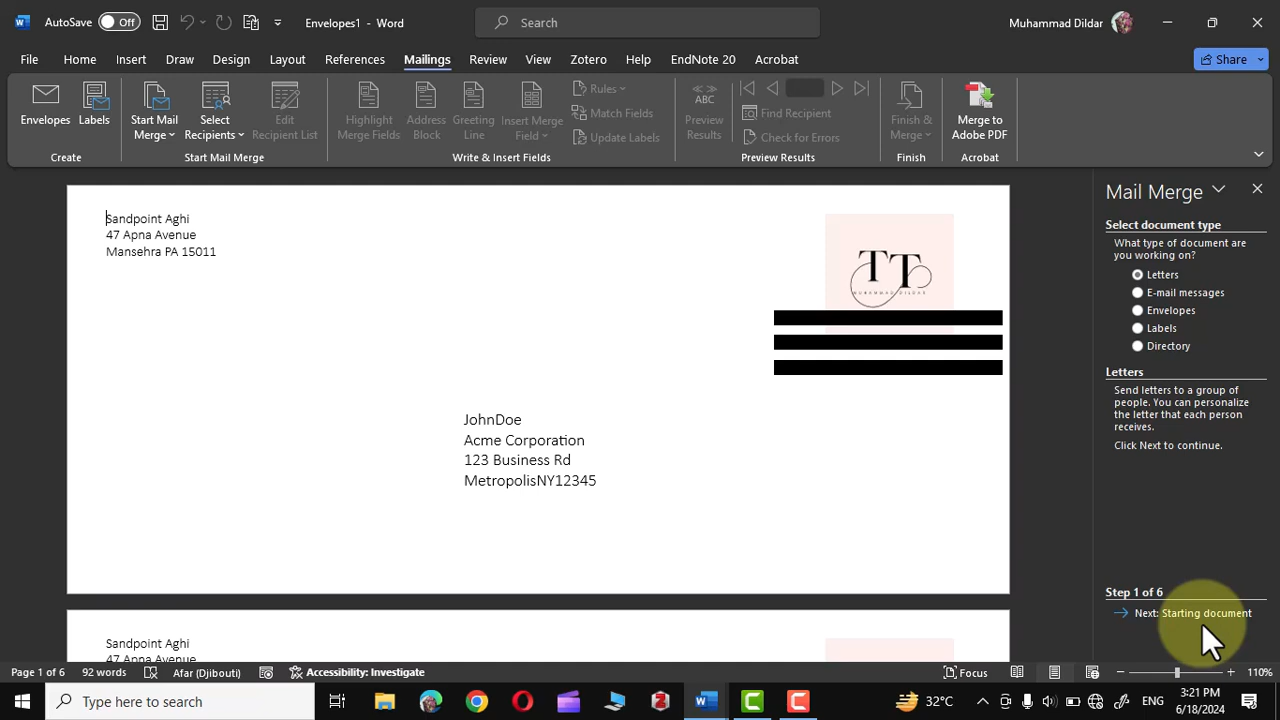 AutoSave Off Envelopes1 - Word Search Muhammad Dildar
File Home Insert Draw Design Layout References Mailings Review View Zotero Help EndNote 20 Acrobat Share
Envelopes Labels
Create
Start Mail Merge Select Recipients Edit Recipient List
Start Mail Merge
Highlight Merge Fields Address Block Greeting Line Insert Merge Field
Rules
Match Fields
Update Labels
Write & Insert Fields
ABC
Preview Results
Find Recipient
Check for Errors
Preview Results
Finish & Merge
Finish
Merge to Adobe PDF
Acrobat
Sandpoint Aghi
47 Apna Avenue
Mansehra PA 15011
TT
MUHAMMAD DILDAR
JohnDoe
Acme Corporation
123 Business Rd
MetropolisNY12345
Sandpoint Aghi
47 Apna Avenue
Mail Merge
Select document type
What type of document are
you working on?
Letters
E-mail messages
Envelopes
Labels
Directory
Letters
Send letters to a group of
people. You can personalize
the letter that each person
receives.
Click Next to continue.
Step 1 of 6
Next: Starting document
Page 1 of 6 92 words Afar (Djibouti) Accessibility: Investigate Focus 110%
Type here to search 32°C ENG 3:21 PM
6/18/2024